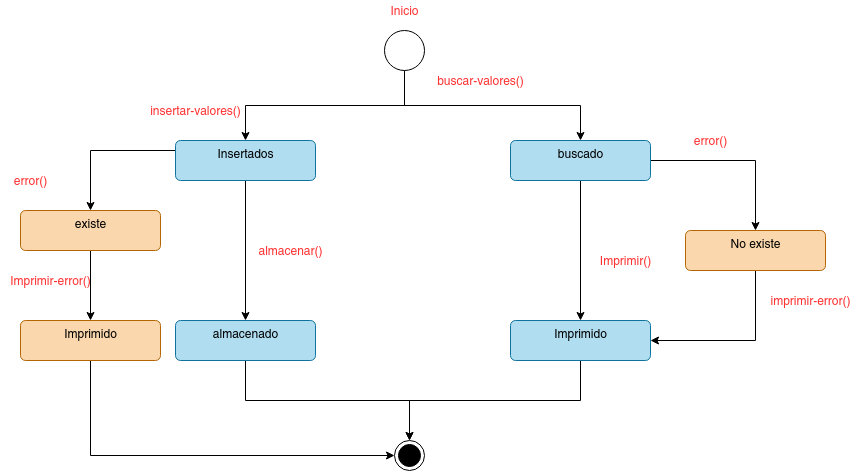 Inicio
buscar-valores()
insertar-valores()
Insertados
buscado
error()
error()
existe
No existe
almacenar()
Imprimir()
Imprimir-error()
imprimir-error()
Imprimido
almacenado
Imprimido